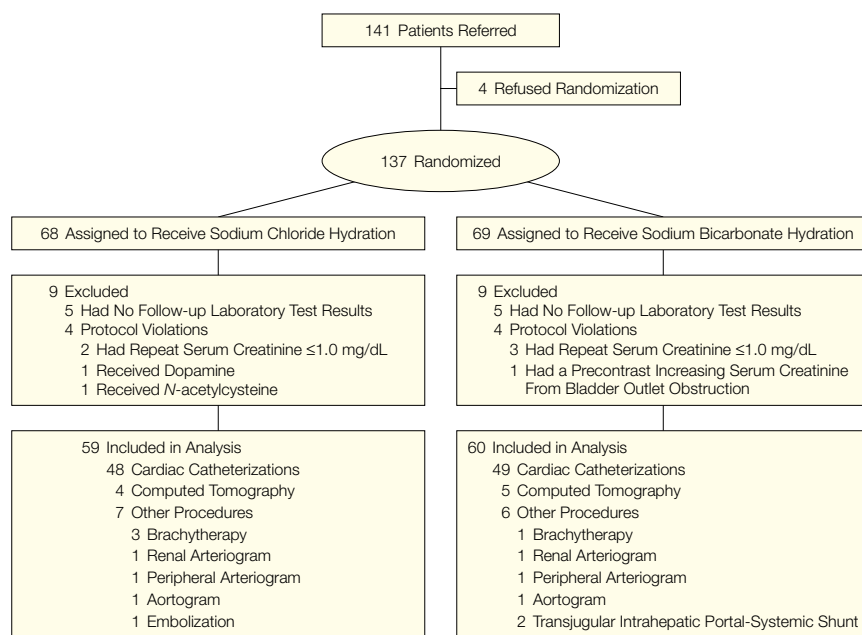 141 Patients Referred
4 Refused Randomization
137 Randomized
68 Assigned to Receive Sodium Chloride Hydration
9 Excluded
5 Had No Follow-up Laboratory Test Results
4 Protocol Violations
2 Had Repeat Serum Creatinine ≤1.0 mg/dL
1 Received Dopamine
1 Received N-acetylcysteine
59 Included in Analysis
48 Cardiac Catheterizations
4 Computed Tomography
7 Other Procedures
3 Brachytherapy
1 Renal Arteriogram
1 Peripheral Arteriogram
1 Aortogram
1 Embolization
69 Assigned to Receive Sodium Bicarbonate Hydration
9 Excluded
5 Had No Follow-up Laboratory Test Results
4 Protocol Violations
3 Had Repeat Serum Creatinine ≤1.0 mg/dL
1 Had a Precontrast Increasing Serum Creatinine
From Bladder Outlet Obstruction
60 Included in Analysis
49 Cardiac Catheterizations
5 Computed Tomography
6 Other Procedures
1 Brachytherapy
1 Renal Arteriogram
1 Peripheral Arteriogram
1 Aortogram
2 Transjugular Intrahepatic Portal-Systemic Shunt